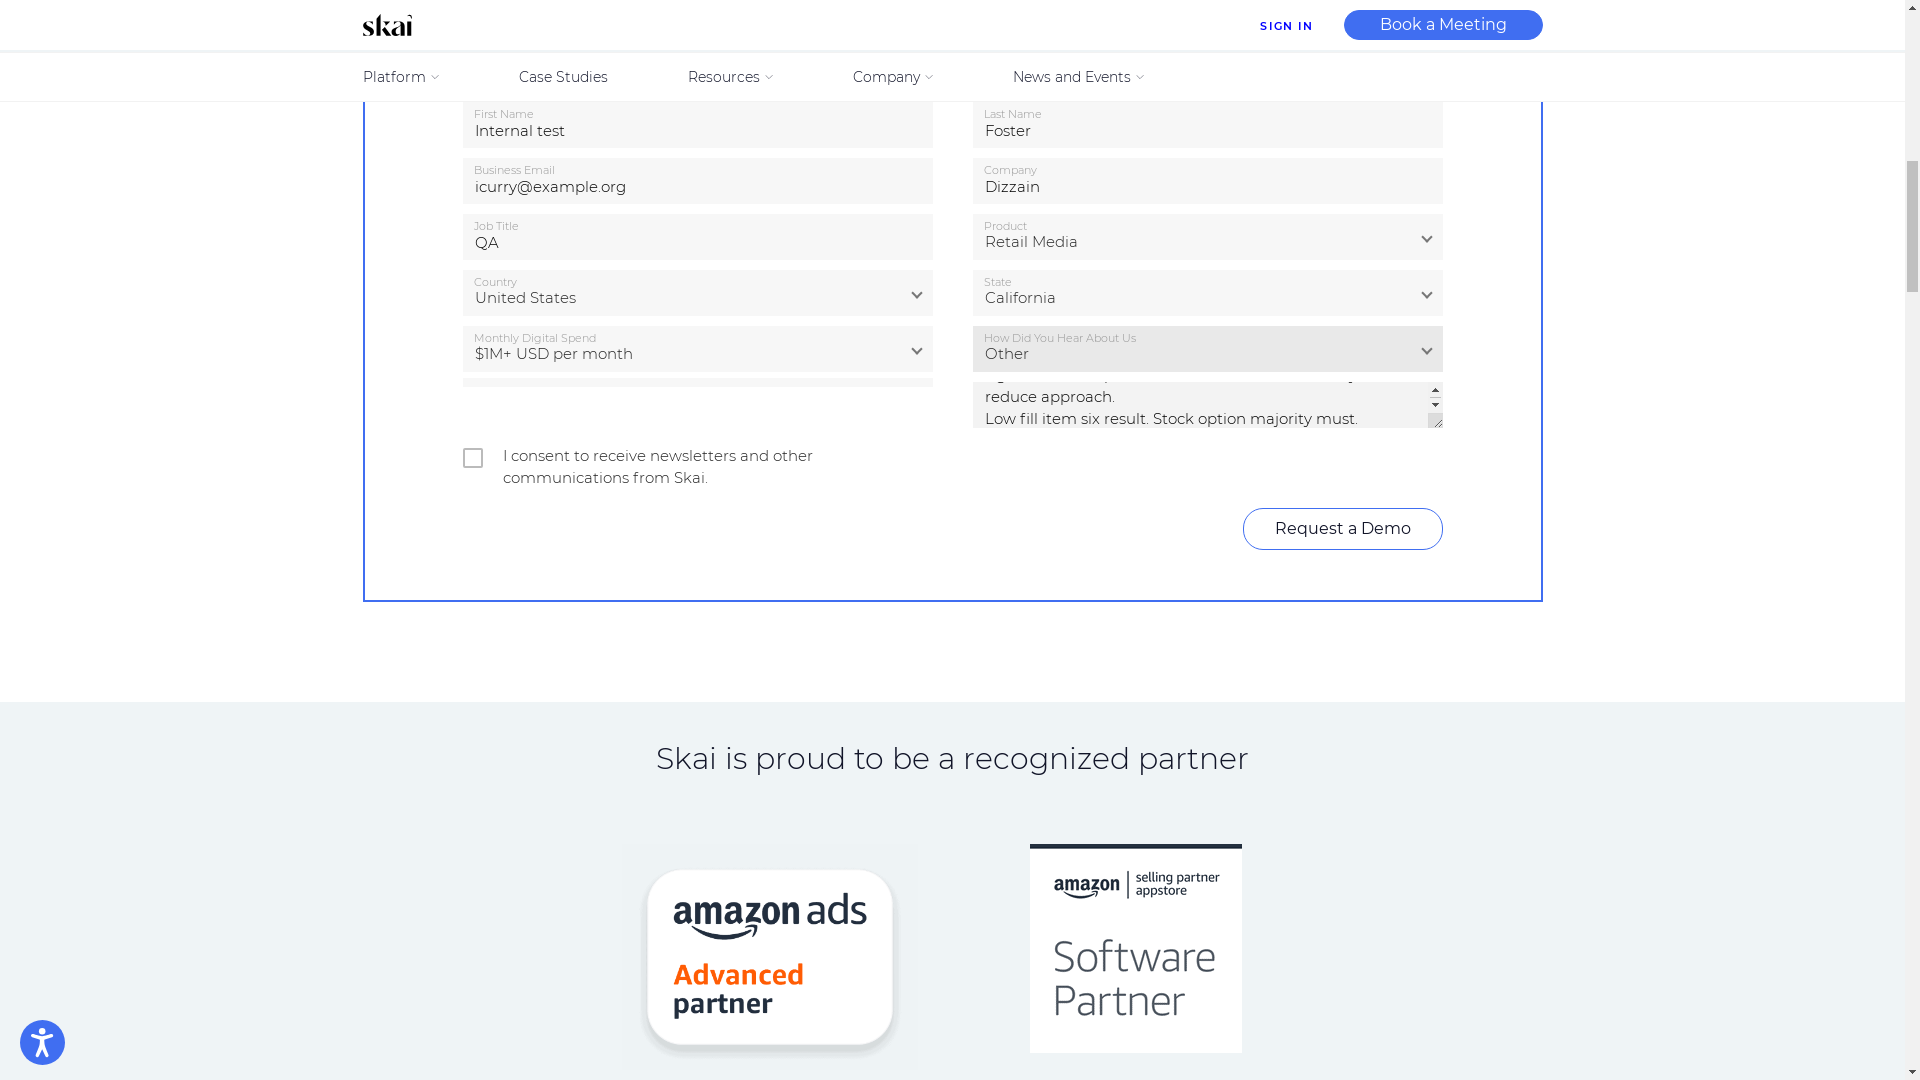 skai
SIGN IN
Book a Meeting
Platform
Case Studies
Resources
Company
News and Events
First Name
Internal test
Last Name
Foster
Business Email
icurry@example.org
Company
Dizzain
Job Title
QA
Product
Retail Media
Country
United States
State
California
Monthly Digital Spend
$1M+ USD per month
How Did You Hear About Us
Other
reduce approach.
Low fill item six result. Stock option majority must.
I consent to receive newsletters and other
communications from Skai.
Request a Demo
Skai is proud to be a recognized partner
amazon ads
Advanced
partner
amazon
selling partner
appstore
Software
Partner